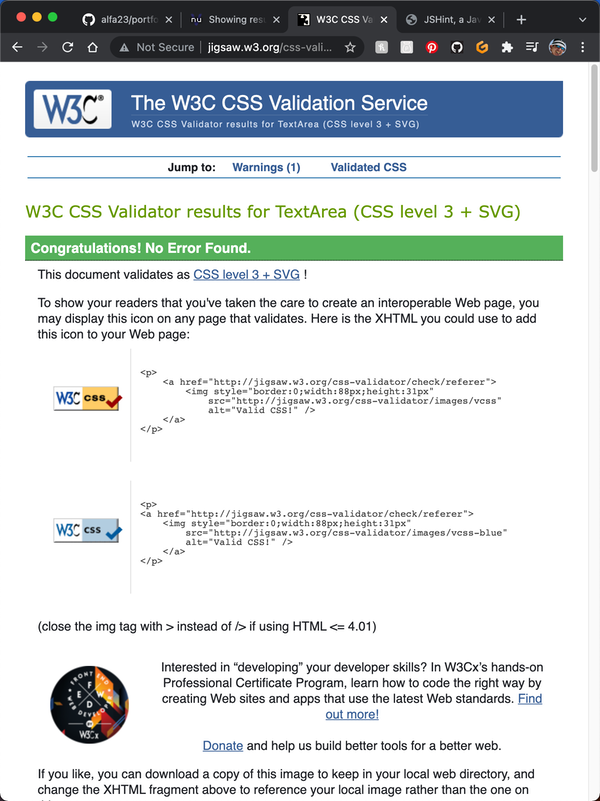 alfa23/portfo
nu Showing resu
W3C CSS Va
JSHint, a Jav
Not Secure | jigsaw.w3.org/css-vali...
W3C® The W3C CSS Validation Service
W3C CSS Validator results for TextArea (CSS level 3 + SVG)
Jump to: Warnings (1) Validated CSS
W3C CSS Validator results for TextArea (CSS level 3 + SVG)
Congratulations! No Error Found.
This document validates as CSS level 3 + SVG !
To show your readers that you've taken the care to create an interoperable Web page, you
may display this icon on any page that validates. Here is the XHTML you could use to add
this icon to your Web page:
W3C css
<p>
<a href="http://jigsaw.w3.org/css-validator/check/referer">
<img style="border:0;width:88px;height:31px"
src="http://jigsaw.w3.org/css-validator/images/vcss"
alt="Valid CSS!" />
</a>
</p>
W3C css
<p>
<a href="http://jigsaw.w3.org/css-validator/check/referer">
<img style="border:0;width:88px;height:31px"
src="http://jigsaw.w3.org/css-validator/images/vcss-blue"
alt="Valid CSS!" />
</a>
</p>
(close the img tag with > instead of /> if using HTML <= 4.01)
FRONT END
FEWD
WEB DEVELOPER
W3Cx
Interested in “developing” your developer skills? In W3Cx's hands-on
Professional Certificate Program, learn how to code the right way by
creating Web sites and apps that use the latest Web standards. Find
out more!
Donate and help us build better tools for a better web.
If you like, you can download a copy of this image to keep in your local web directory, and
change the XHTML fragment above to reference your local image rather than the one on